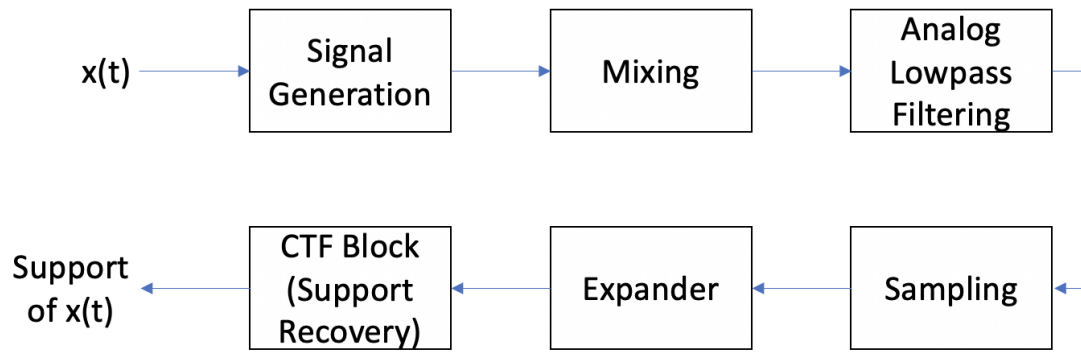 x(t)
Signal
Generation
Mixing
Analog
Lowpass
Filtering
Support
of x(t)
CTF Block
(Support
Recovery)
Expander
Sampling